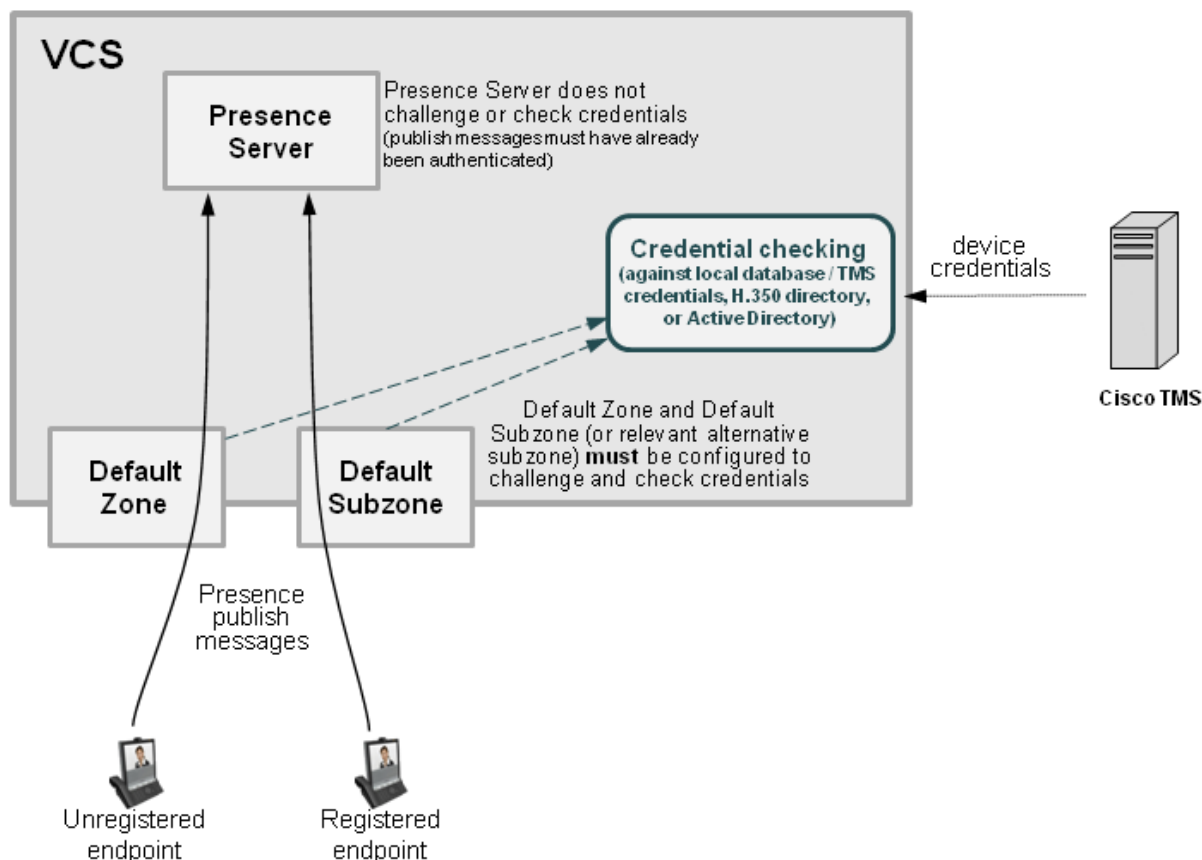 VCS
Presence
Server
Presence Server does not
challenge or check credentials
(publish messages must have already
been authenticated)
Credential checking
(against local database / TMS
credentials, H.350 directory,
or Active Directory)
device
credentials
Cisco TMS
Default
Zone
Default
Subzone
Default Zone and Default
Subzone (or relevant alternative
subzone) must be configured to
challenge and check credentials
Presence
publish
messages
Unregistered
endpoint
Registered
endpoint